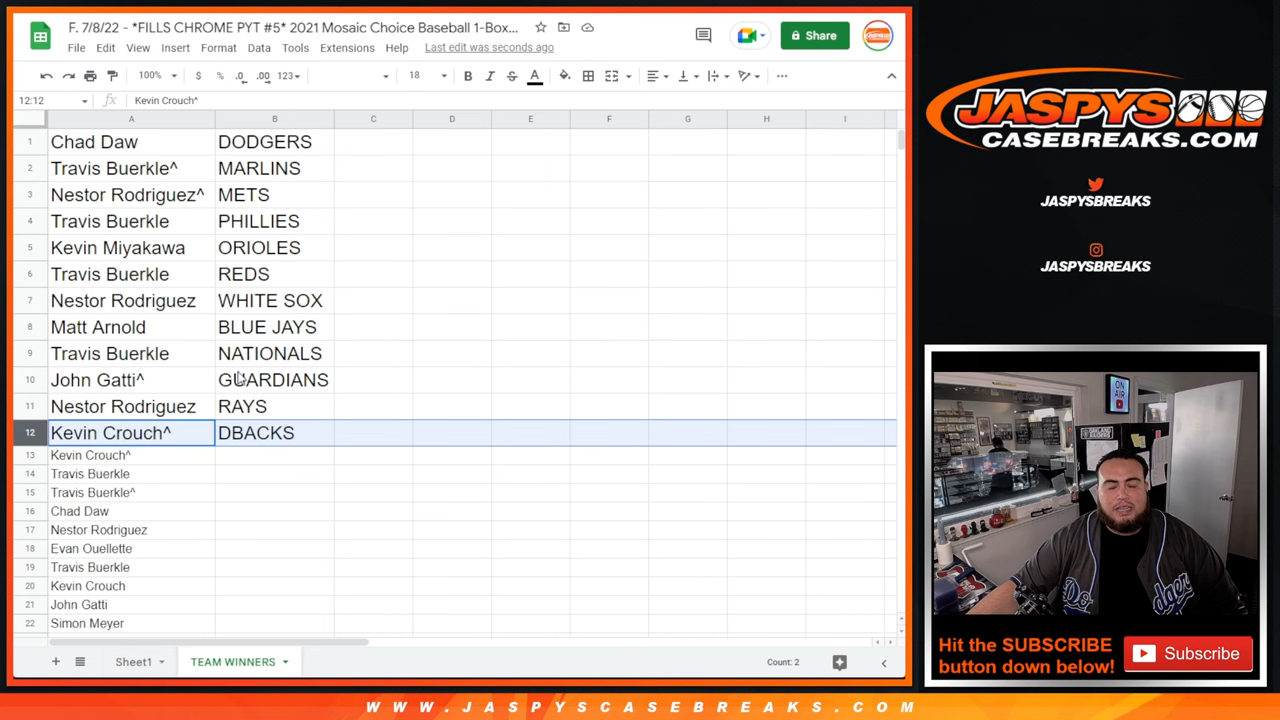 F. 7/8/22 - *FILLS CHROME PYT #5* 2021 Mosaic Choice Baseball 1-Box...
File Edit View Insert Format Data Tools Extensions Help Last edit was seconds ago
Share
100% $ % .0 .00 123 18 B I S A
12:12 fx Kevin Crouch^
A B C D E F G H I
1 Chad Daw DODGERS
2 Travis Buerkle^ MARLINS
3 Nestor Rodriguez^ METS
4 Travis Buerkle PHILLIES
5 Kevin Miyakawa ORIOLES
6 Travis Buerkle REDS
7 Nestor Rodriguez WHITE SOX
8 Matt Arnold BLUE JAYS
9 Travis Buerkle NATIONALS
10 John Gatti^ GUARDIANS
11 Nestor Rodriguez RAYS
12 Kevin Crouch^ DBACKS
13 Kevin Crouch^
14 Travis Buerkle
15 Travis Buerkle^
16 Chad Daw
17 Nestor Rodriguez
18 Evan Ouellette
19 Travis Buerkle
20 Kevin Crouch
21 John Gatti
22 Simon Meyer
Sheet1 TEAM WINNERS Count: 2
JASPYS
CASEBREAKS.COM
JASPYSBREAKS
JASPYSBREAKS
ON AIR
Dodgers
Hit the SUBSCRIBE
button down below!
Subscribe
WWW.JASPYSCASEBREAKS.COM